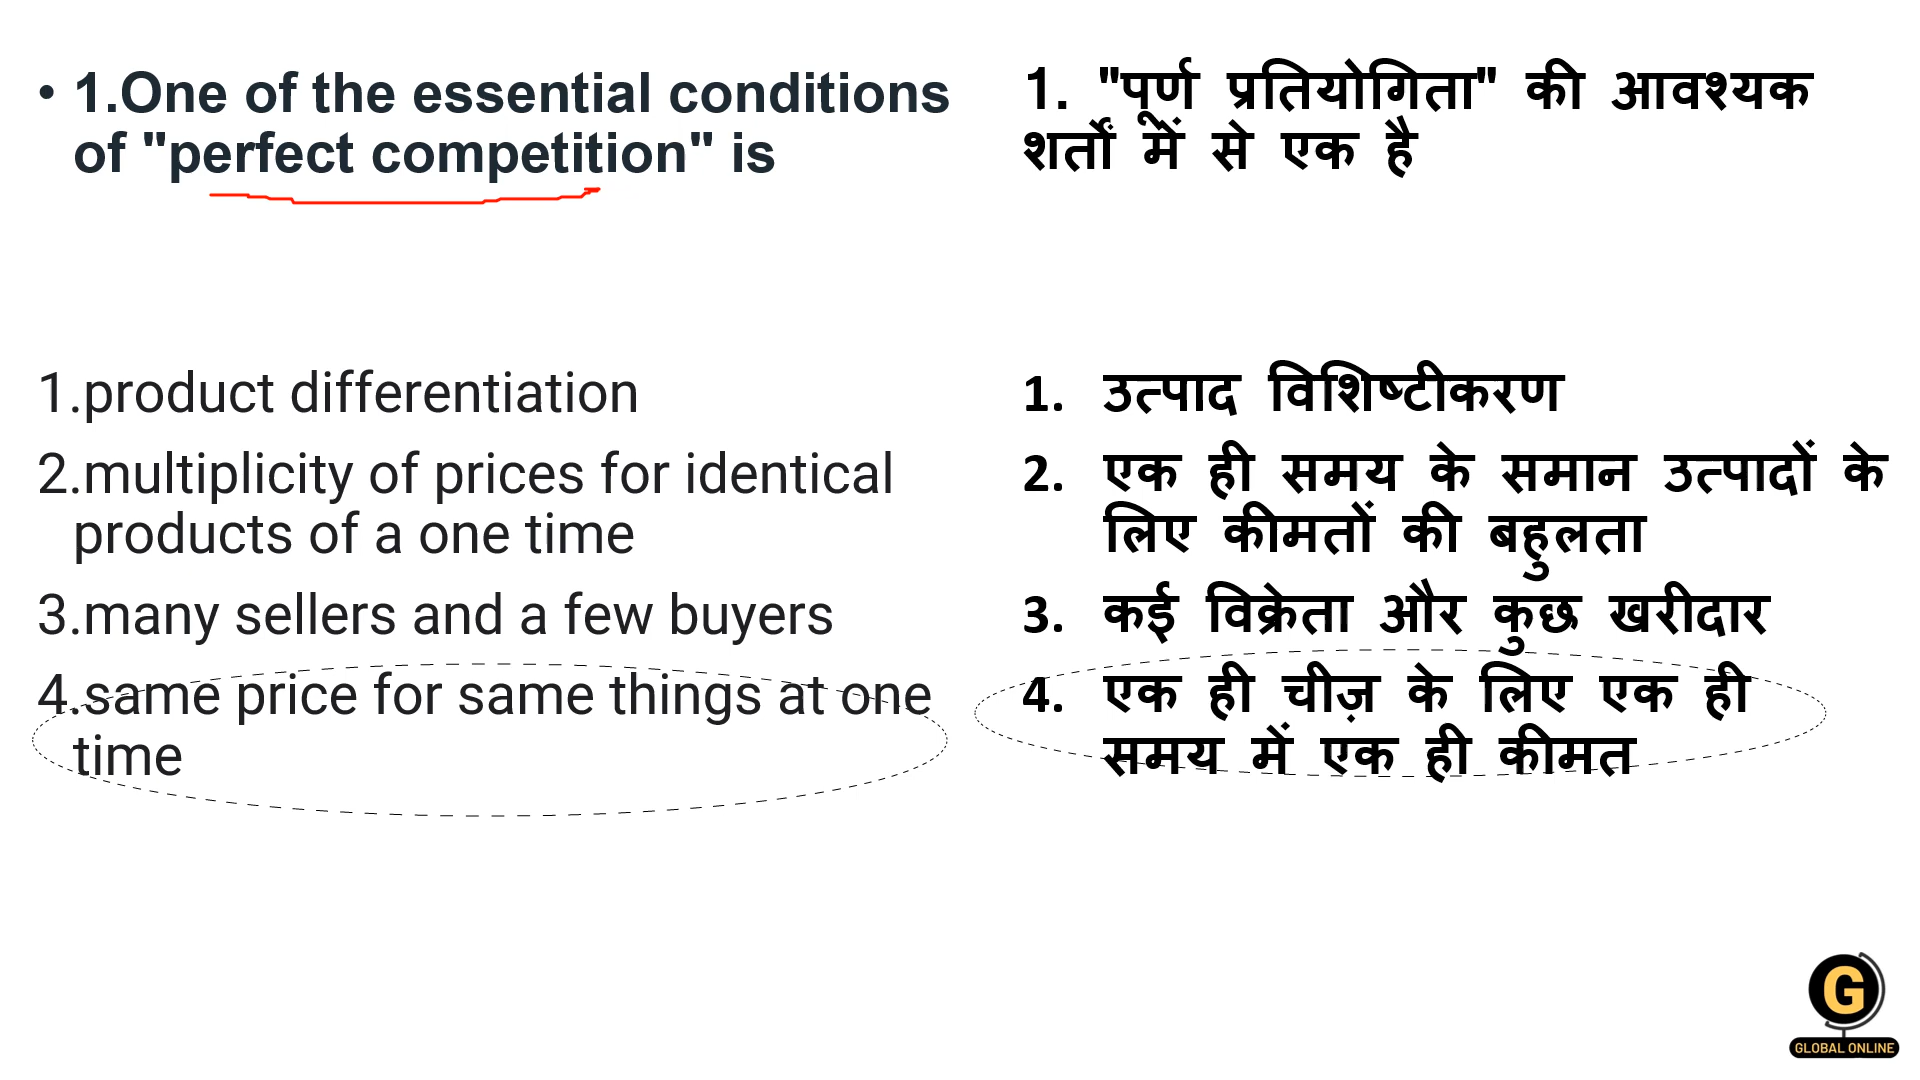 • 1.One of the essential conditions
of "perfect competition" is
1.product differentiation
2.multiplicity of prices for identical
products of a one time
3.many sellers and a few buyers
4.same price for same things at one
time
1. "पूर्ण प्रतियोगिता" की आवश्यक
शर्तों में से एक है
1. उत्पाद विशिष्टीकरण
2. एक ही समय के समान उत्पादों के
लिए कीमतों की बहुलता
3. कई विक्रेता और कुछ खरीदार
4. एक ही चीज़ के लिए एक ही
समय में एक ही कीमत
G
GLOBAL ONLINE